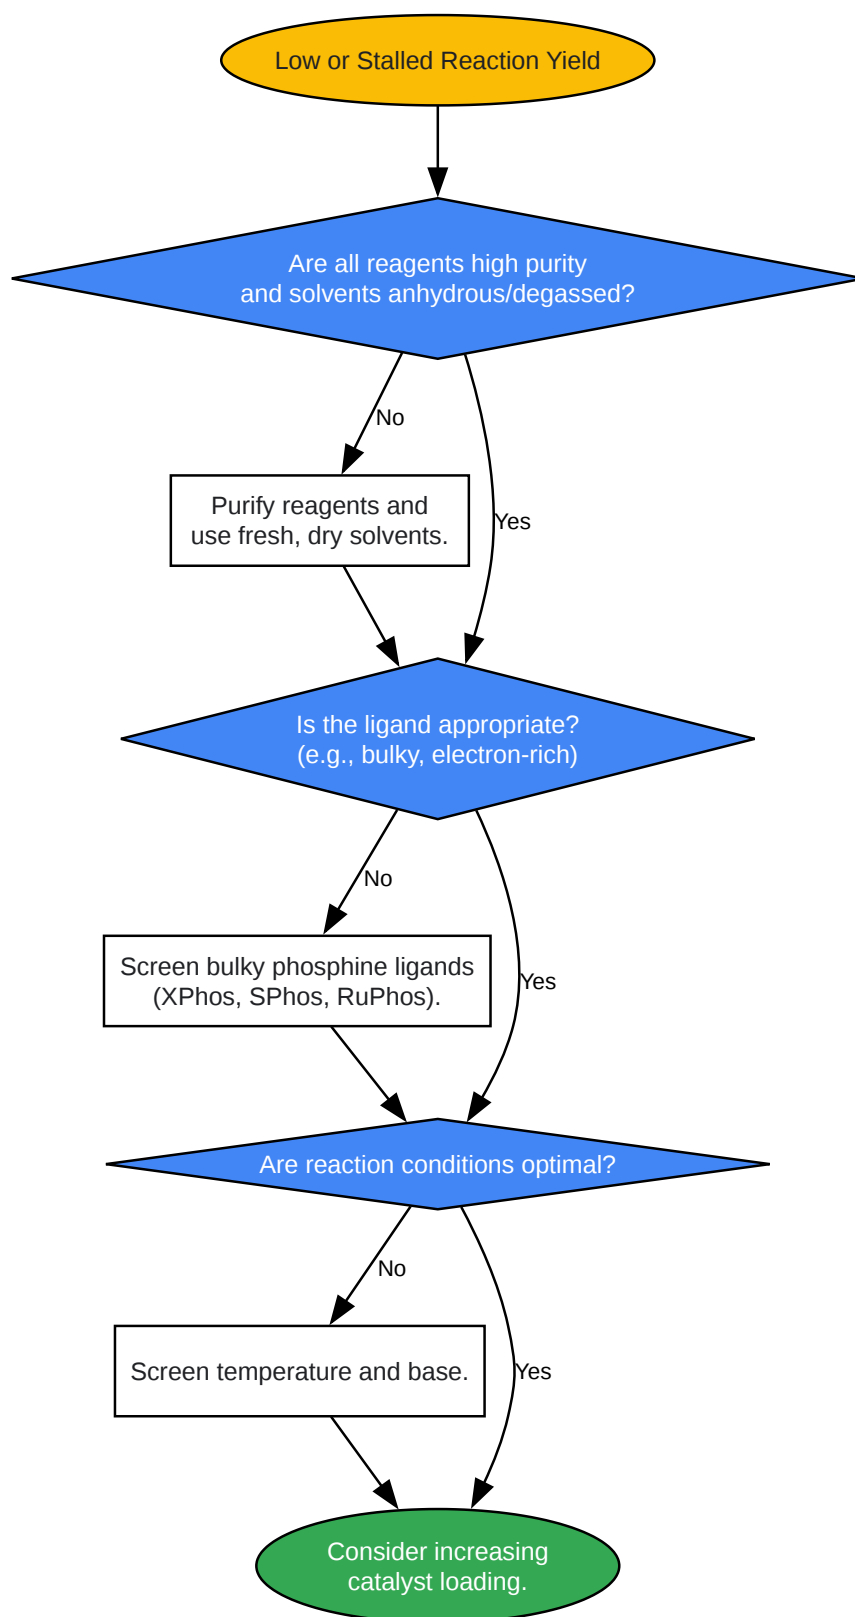 Low or Stalled Reaction Yield
Are all reagents high purity
and solvents anhydrous/degassed?
No
Purify reagents and
use fresh, dry solvents.
Yes
Is the ligand appropriate?
(e.g., bulky, electron-rich)
No
Screen bulky phosphine ligands
(XPhos, SPhos, RuPhos).
Yes
Are reaction conditions optimal?
No
Screen temperature and base.
Yes
Consider increasing
catalyst loading.